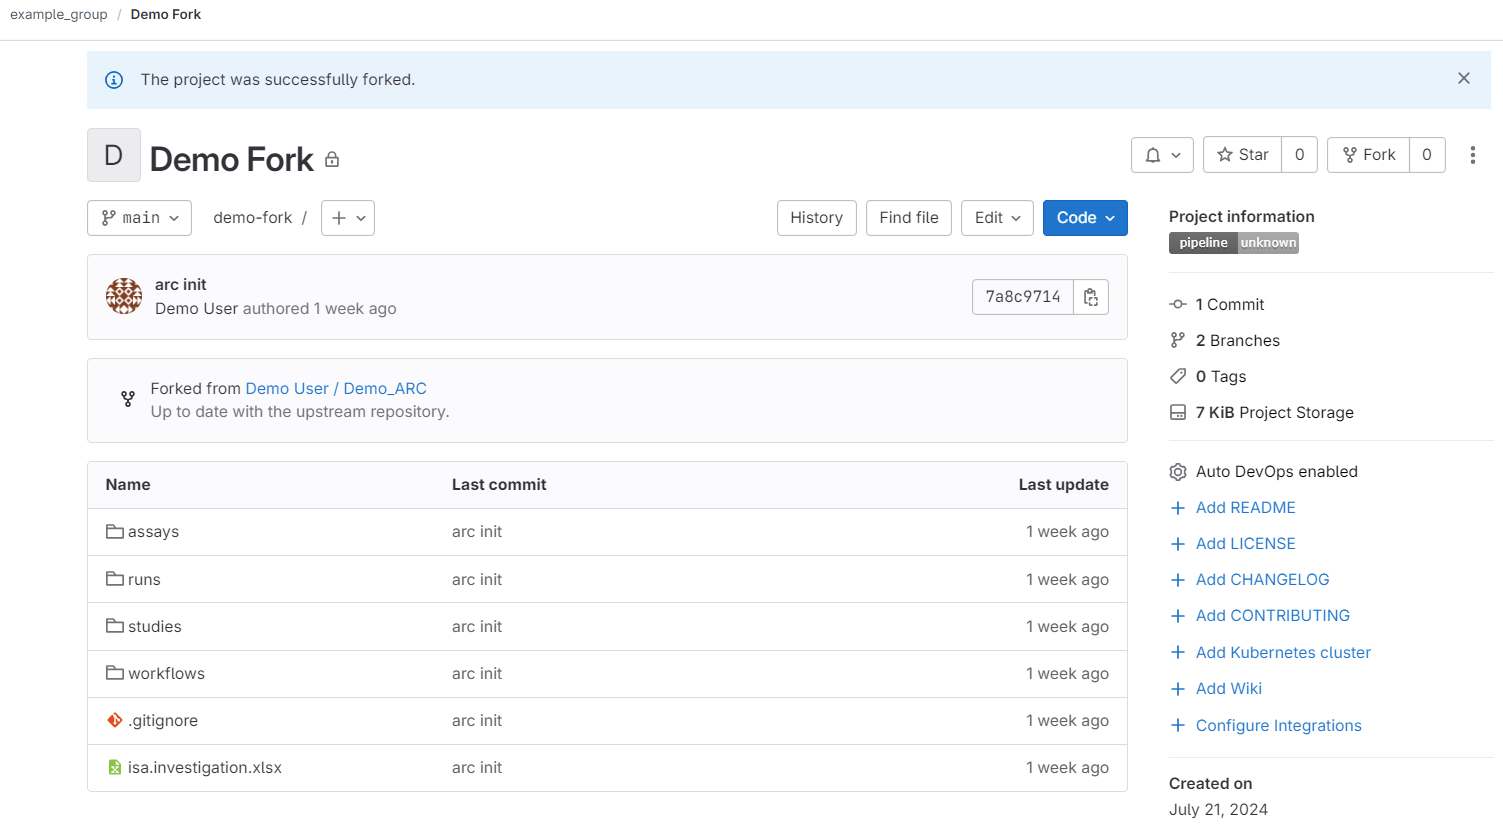 example_group / Demo Fork
The project was successfully forked.
D Demo Fork
Star 0 Fork 0
main demo-fork / History Find file Edit Code
arc init
Demo User authored 1 week ago
7a8c9714
Forked from Demo User / Demo_ARC
Up to date with the upstream repository.
Name Last commit Last update
assays arc init 1 week ago
runs arc init 1 week ago
studies arc init 1 week ago
workflows arc init 1 week ago
.gitignore arc init 1 week ago
isa.investigation.xlsx arc init 1 week ago
Project information
pipeline unknown
1 Commit
2 Branches
0 Tags
7 KiB Project Storage
Auto DevOps enabled
Add README
Add LICENSE
Add CHANGELOG
Add CONTRIBUTING
Add Kubernetes cluster
Add Wiki
Configure Integrations
Created on
July 21, 2024